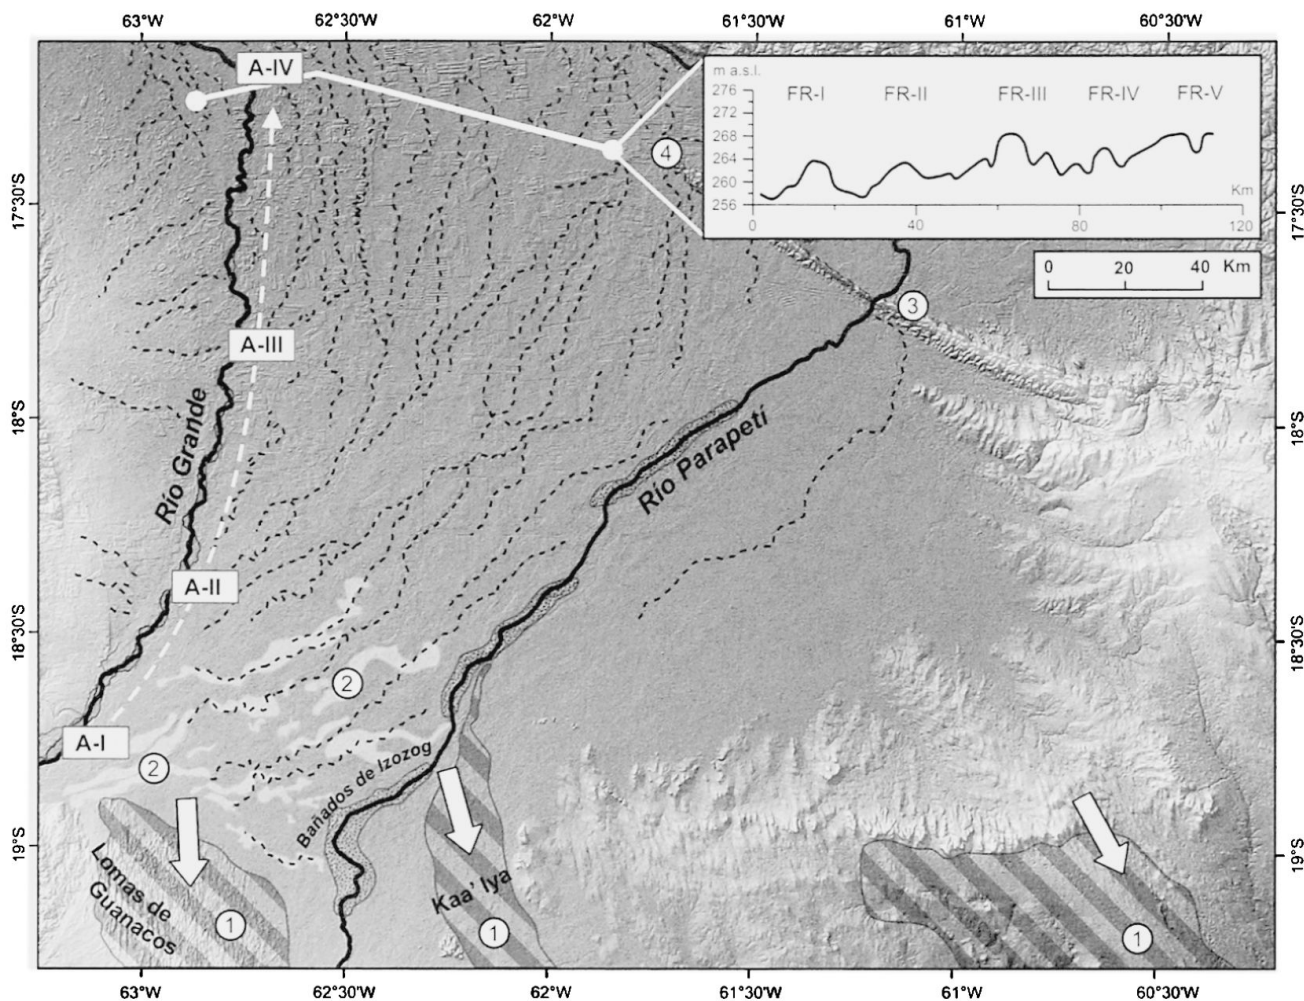 63°W 62°30'W 62°W 61°30'W 61°W 60°30'W
A-IV
m a.s.l.
276
272
268
264
260
256
FR-I FR-II FR-III FR-IV FR-V
Km
0 40 80 120
4
17°30'S
17°30'S
0 20 40 Km
3
A-III
Río Grande
18°S
18°S
Río Parapetí
A-II
18°30'S
18°30'S
2
A-I
2
Bañados de Izozog
19°S
19°S
Lomas de
Guanacos
1
Kaa' Iya
1
1
63°W 62°30'W 62°W 61°30'W 61°W 60°30'W